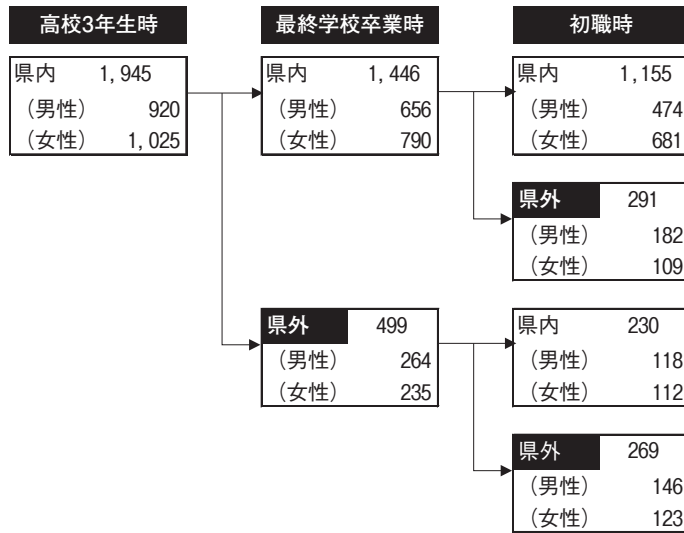 高校3年生時
最終学校卒業時
初職時
県内 1,945
（男性） 920
（女性） 1,025
県内 1,446
（男性） 656
（女性） 790
県内 1,155
（男性） 474
（女性） 681
県外 291
（男性） 182
（女性） 109
県外 499
（男性） 264
（女性） 235
県内 230
（男性） 118
（女性） 112
県外 269
（男性） 146
（女性） 123